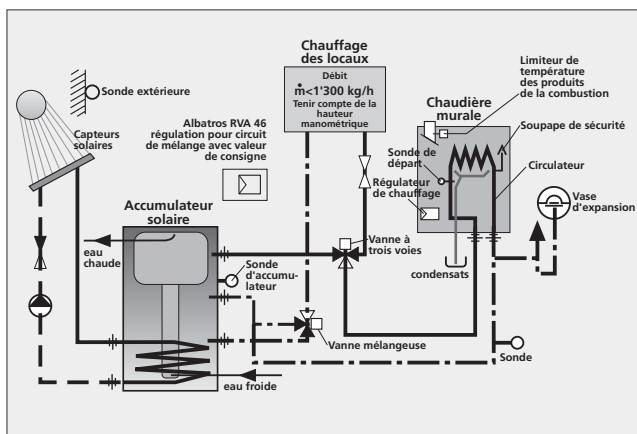 Chauffage
des locaux
Débit
ṁ<1'300 kg/h
Tenir compte de la
hauteur
manométrique
Limiteur de
température
des produits
de la combustion
Chaudière
murale
Soupape de sécurité
Sonde extérieure
Albatros RVA 46
régulation pour circuit
de mélange avec valeur
de consigne
Capteurs
solaires
Sonde de
départ
Circulateur
Régulateur
de chauffage
Vase
d'expansion
Accumulateur
solaire
eau
chaude
Vanne à
trois voies
Sonde
d'accumu-
lateur
condensats
Vanne mélangeuse
Sonde
eau froide